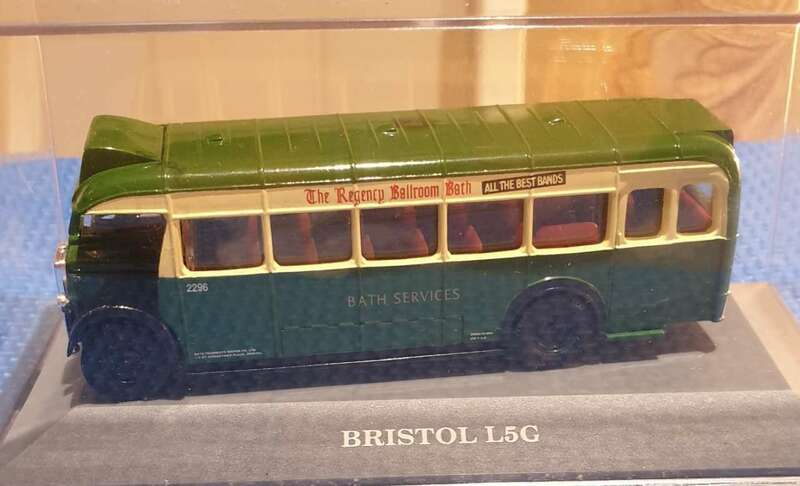 The Regency Ballroom Bath
ALL THE BEST BANDS
2296
BATH SERVICES
BRISTOL L5G